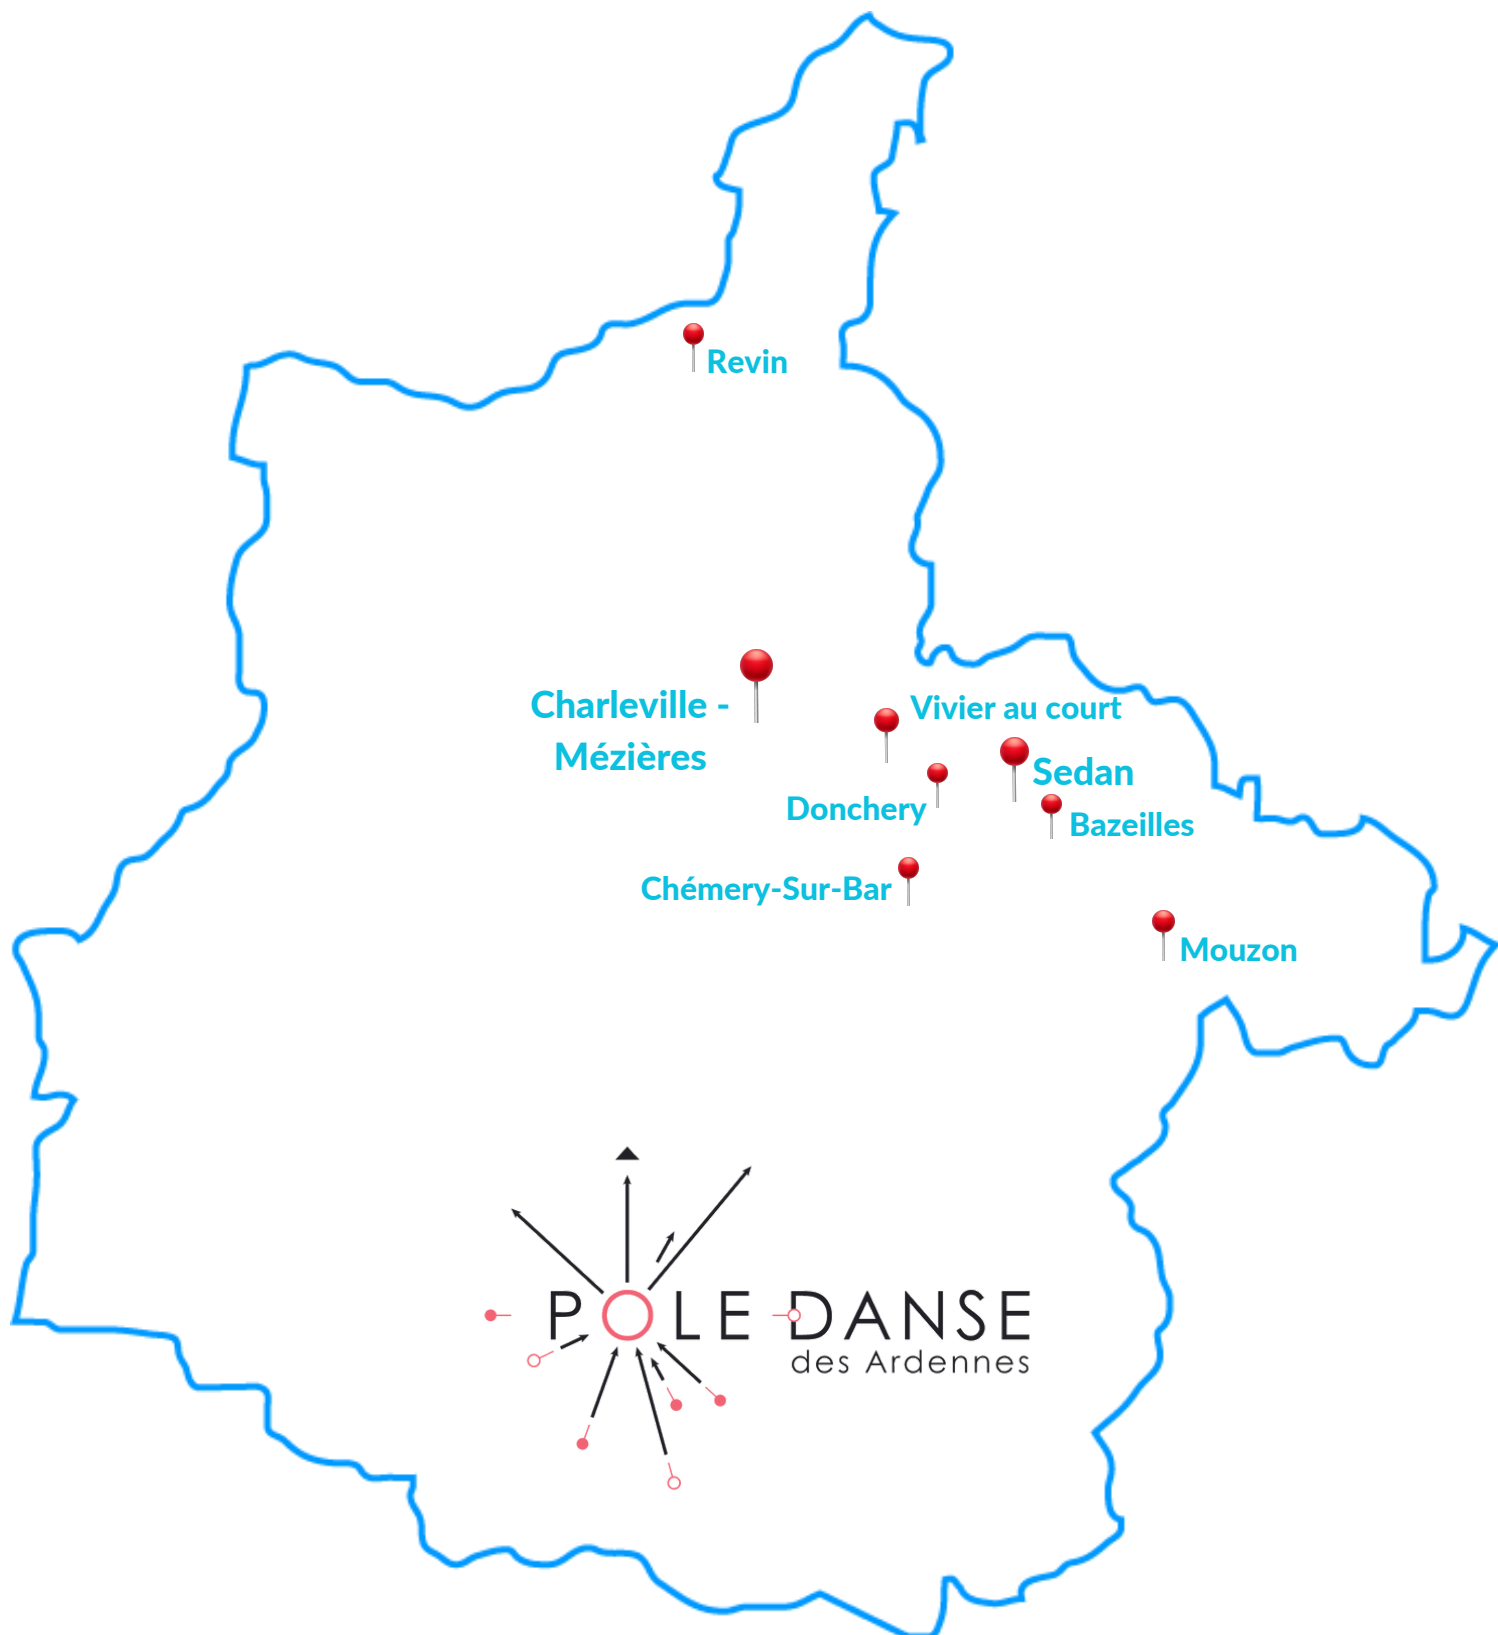 Revin
Charleville -
Mézières
Vivier au court
Sedan
Donchery
Bazeilles
Chémery-Sur-Bar
Mouzon
POLE DANSE
des Ardennes